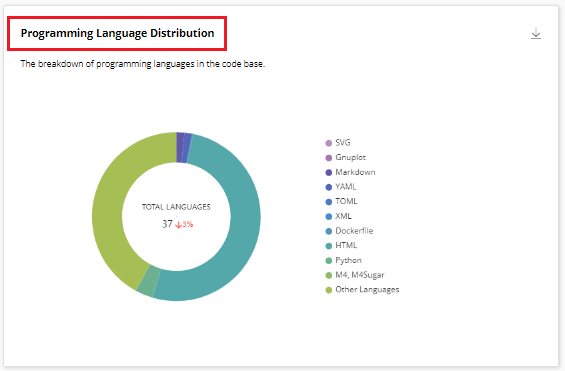 Programming Language Distribution
The breakdown of programming languages in the code base.
TOTAL LANGUAGES
37 ↓3%
SVG
Gnuplot
Markdown
YAML
TOML
XML
Dockerfile
HTML
Python
M4, M4Sugar
Other Languages